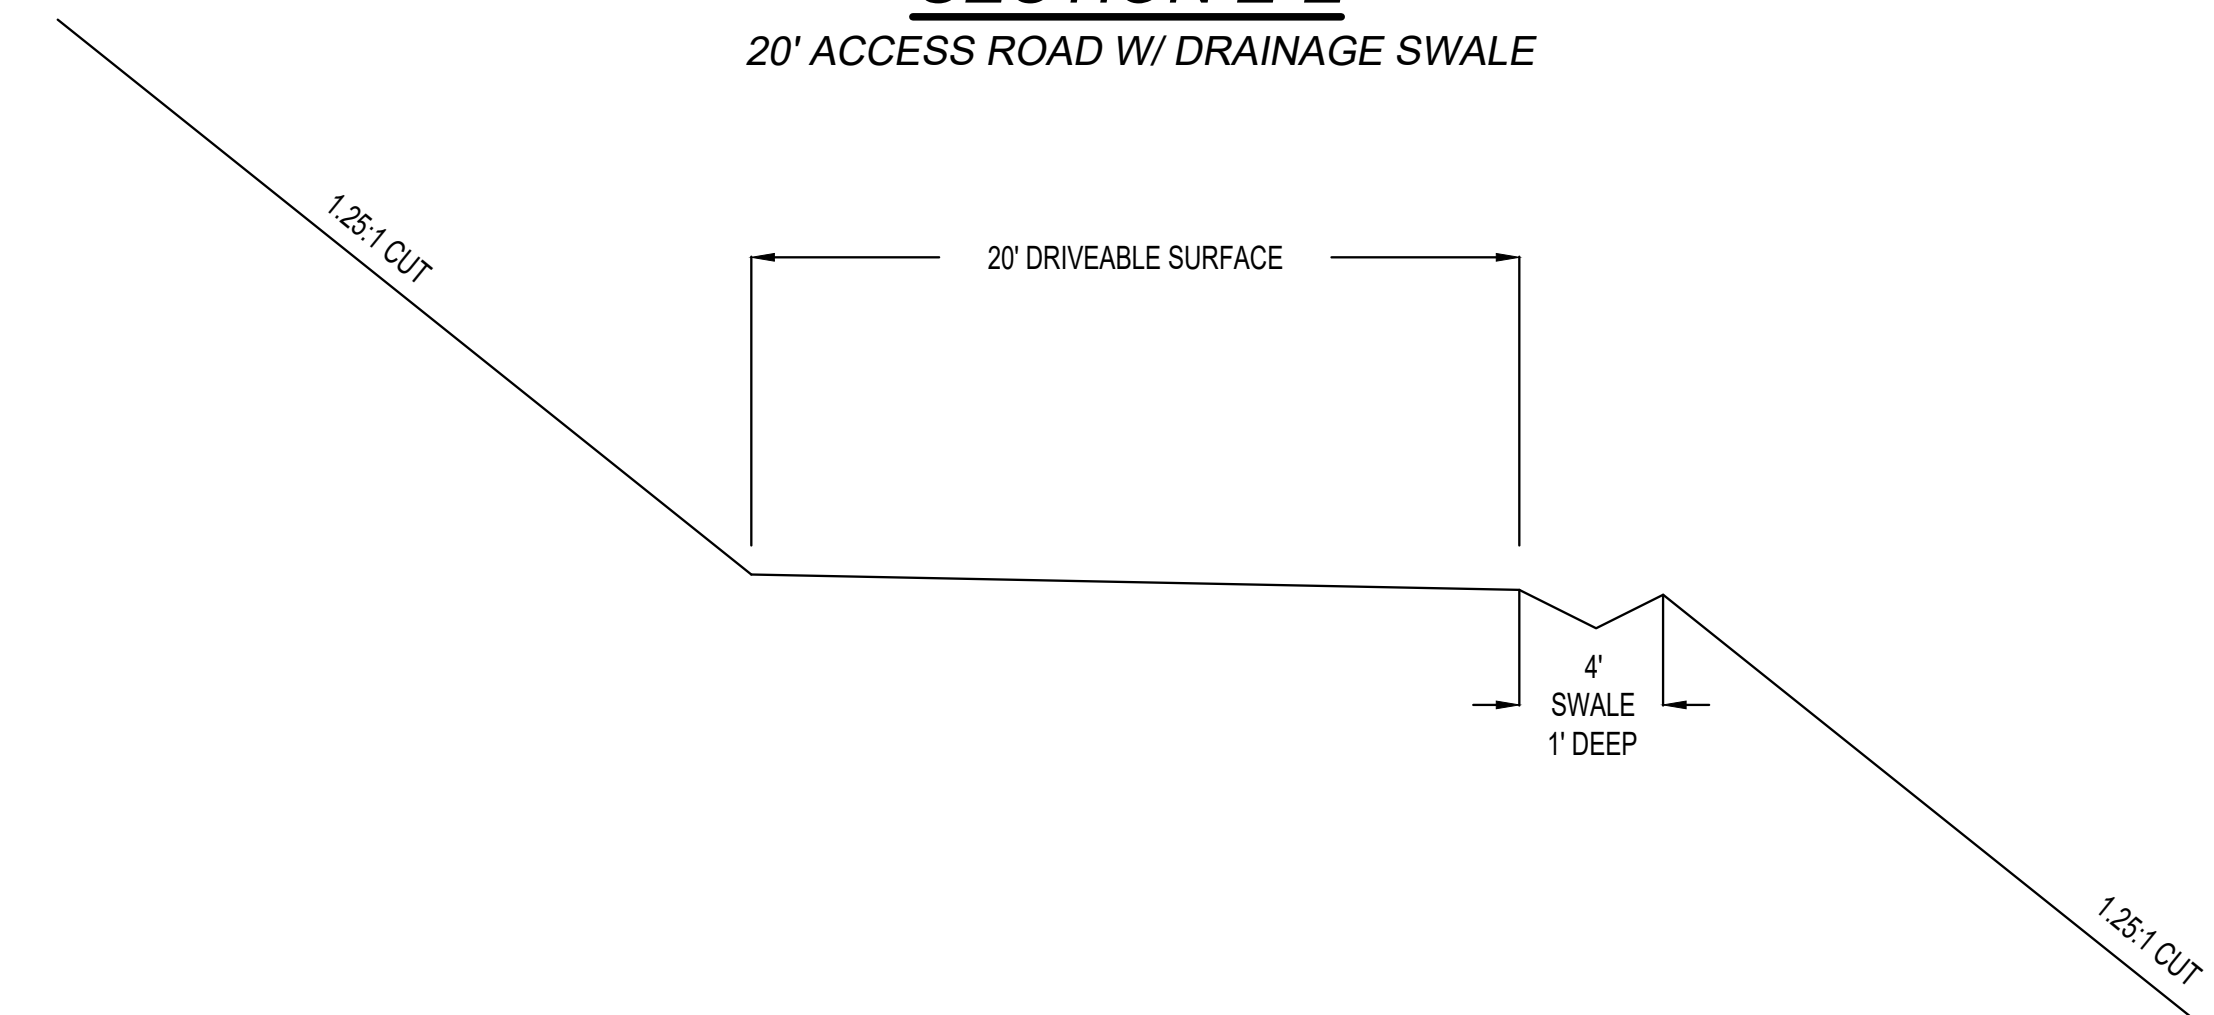 20' ACCESS ROAD W/ DRAINAGE SWALE
1.25:1 CUT
20' DRIVEABLE SURFACE
4'
SWALE
1' DEEP
1.25:1 CUT